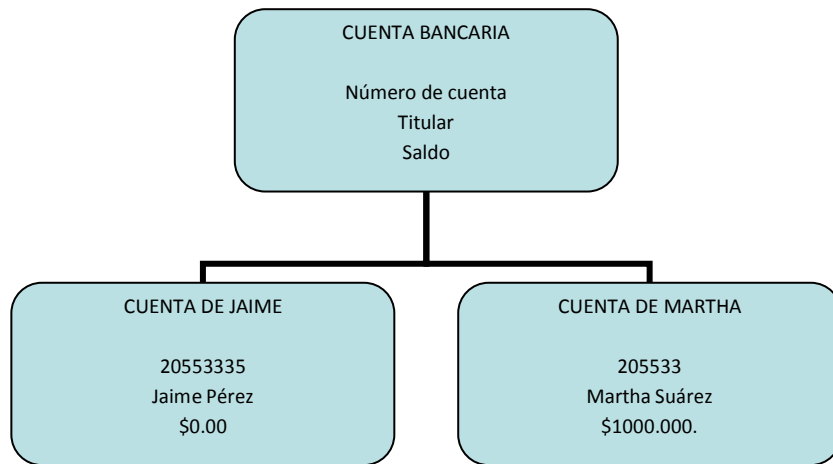 CUENTA BANCARIA
Número de cuenta
Titular
Saldo
CUENTA DE JAIME
20553335
Jaime Pérez
$0.00
CUENTA DE MARTHA
205533
Martha Suárez
$1000.000.